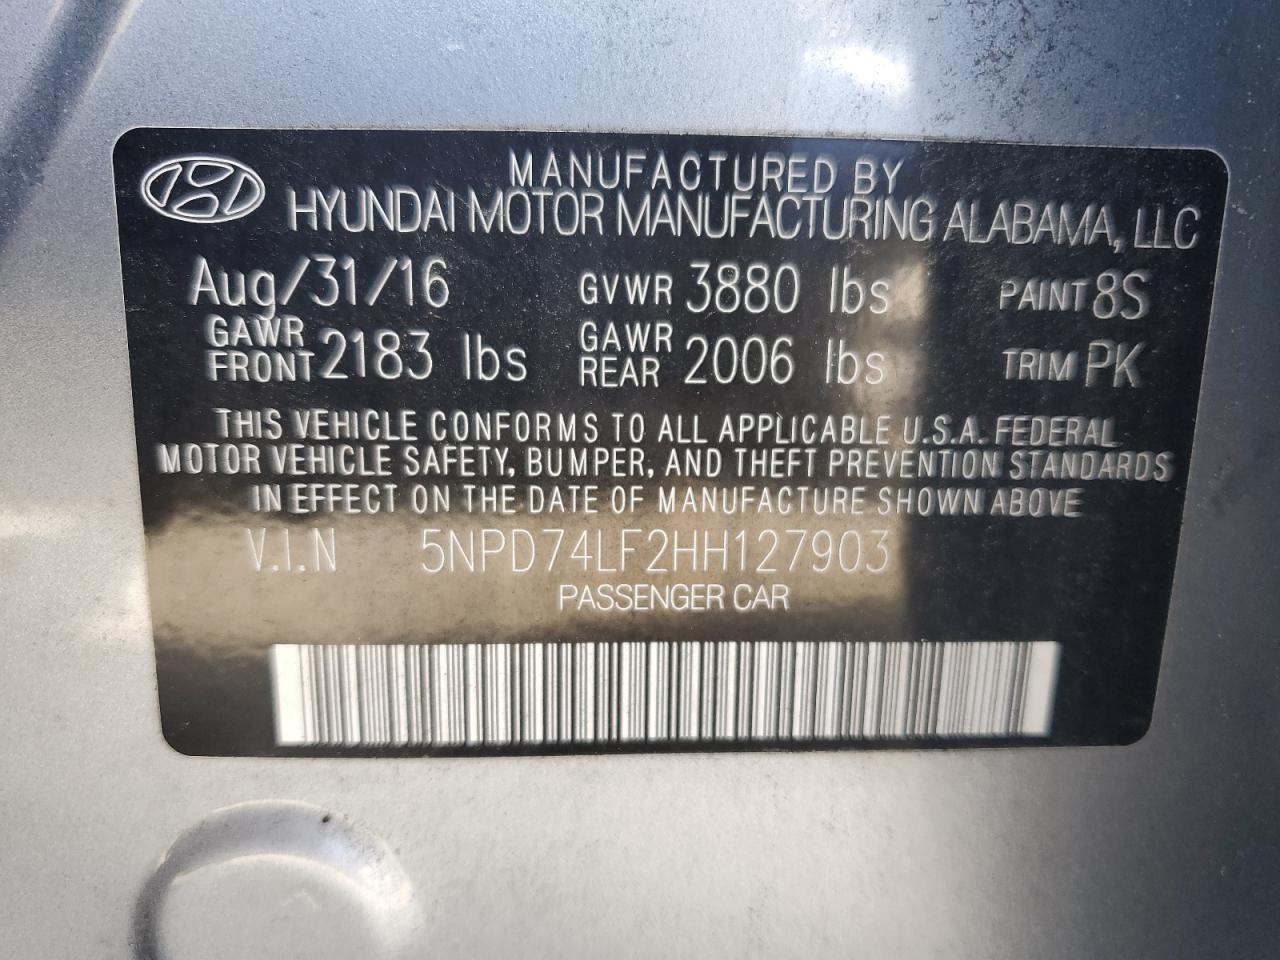 MANUFACTURED BY
HYUNDAI MOTOR MANUFACTURING ALABAMA, LLC
Aug/31/16 GVWR 3880 lbs PAINT 8S
GAWR FRONT 2183 lbs GAWR REAR 2006 lbs TRIM PK
THIS VEHICLE CONFORMS TO ALL APPLICABLE U.S.A. FEDERAL
MOTOR VEHICLE SAFETY, BUMPER, AND THEFT PREVENTION STANDARDS
IN EFFECT ON THE DATE OF MANUFACTURE SHOWN ABOVE
V.I.N 5NPD74LF2HH127903
PASSENGER CAR